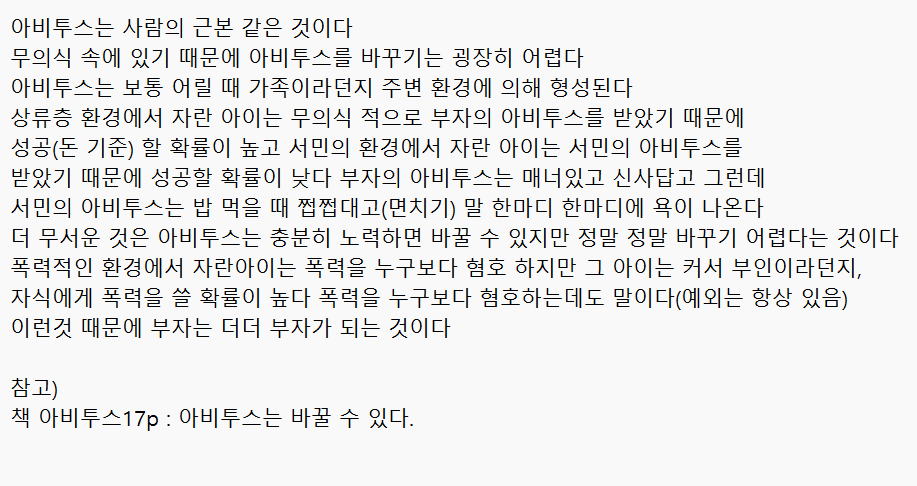 아비투스는 사람의 근본 같은 것이다
무의식 속에 있기 때문에 아비투스를 바꾸기는 굉장히 어렵다
아비투스는 보통 어릴 때 가족이라던지 주변 환경에 의해 형성된다
상류층 환경에서 자란 아이는 무의식 적으로 부자의 아비투스를 받았기 때문에
성공(돈 기준) 할 확률이 높고 서민의 환경에서 자란 아이는 서민의 아비투스를
받았기 때문에 성공할 확률이 낮다 부자의 아비투스는 매너있고 신사답고 그런데
서민의 아비투스는 밥 먹을 때 쩝쩝대고(면치기) 말 한마디 한마디에 욕이 나온다
더 무서운 것은 아비투스는 충분히 노력하면 바꿀 수 있지만 정말 정말 바꾸기 어렵다는 것이다
폭력적인 환경에서 자란아이는 폭력을 누구보다 혐호 하지만 그 아이는 커서 부인이라던지,
자식에게 폭력을 쓸 확률이 높다 폭력을 누구보다 혐호하는데도 말이다(예외는 항상 있음)
이런것 때문에 부자는 더더 부자가 되는 것이다
참고)
책 아비투스17p : 아비투스는 바꿀 수 있다.